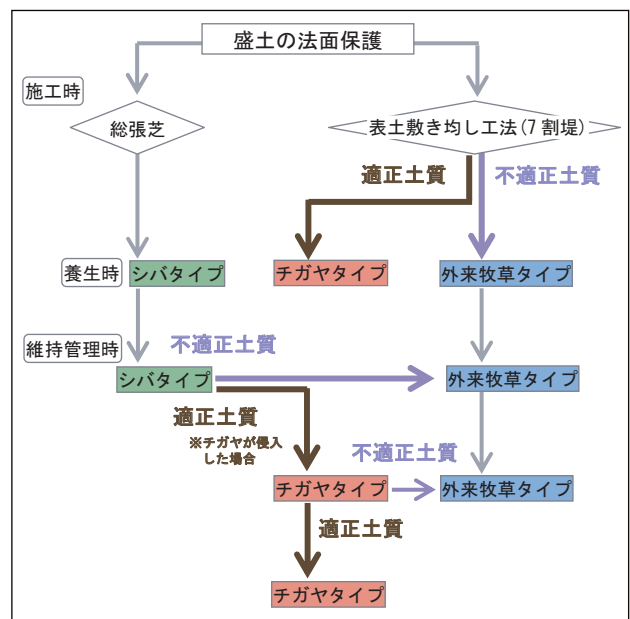 盛土の法面保護
施工時
総張芝
表土敷き均し工法(7割堤)
適正土質
不適正土質
養生時
シバタイプ
チガヤタイプ
外来牧草タイプ
維持管理時
不適正土質
シバタイプ
外来牧草タイプ
適正土質
※チガヤが侵入
した場合
不適正土質
チガヤタイプ
外来牧草タイプ
適正土質
チガヤタイプ